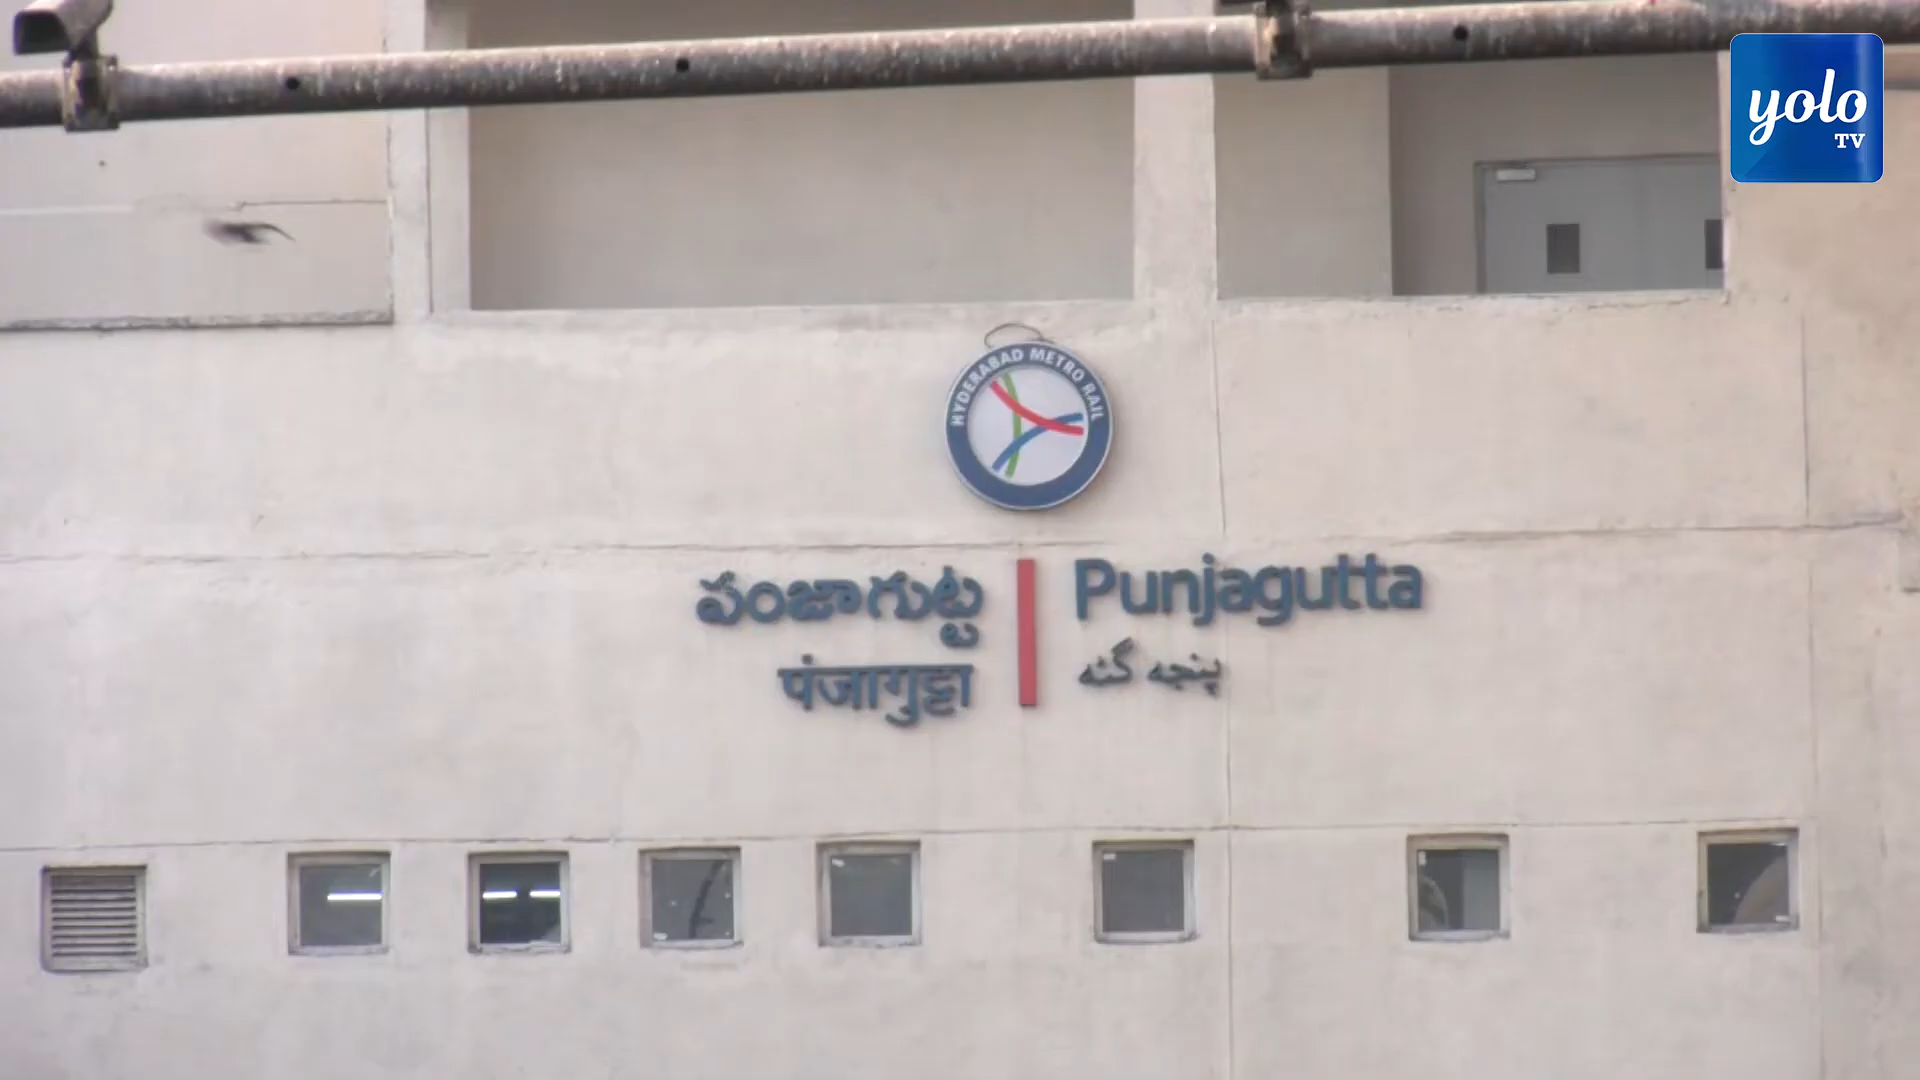 yolo
TV
HYDERABAD METRO RAIL
పంజాగుట్ట
Punjagutta
पंजागुट्टा
پنجہ گٹہ